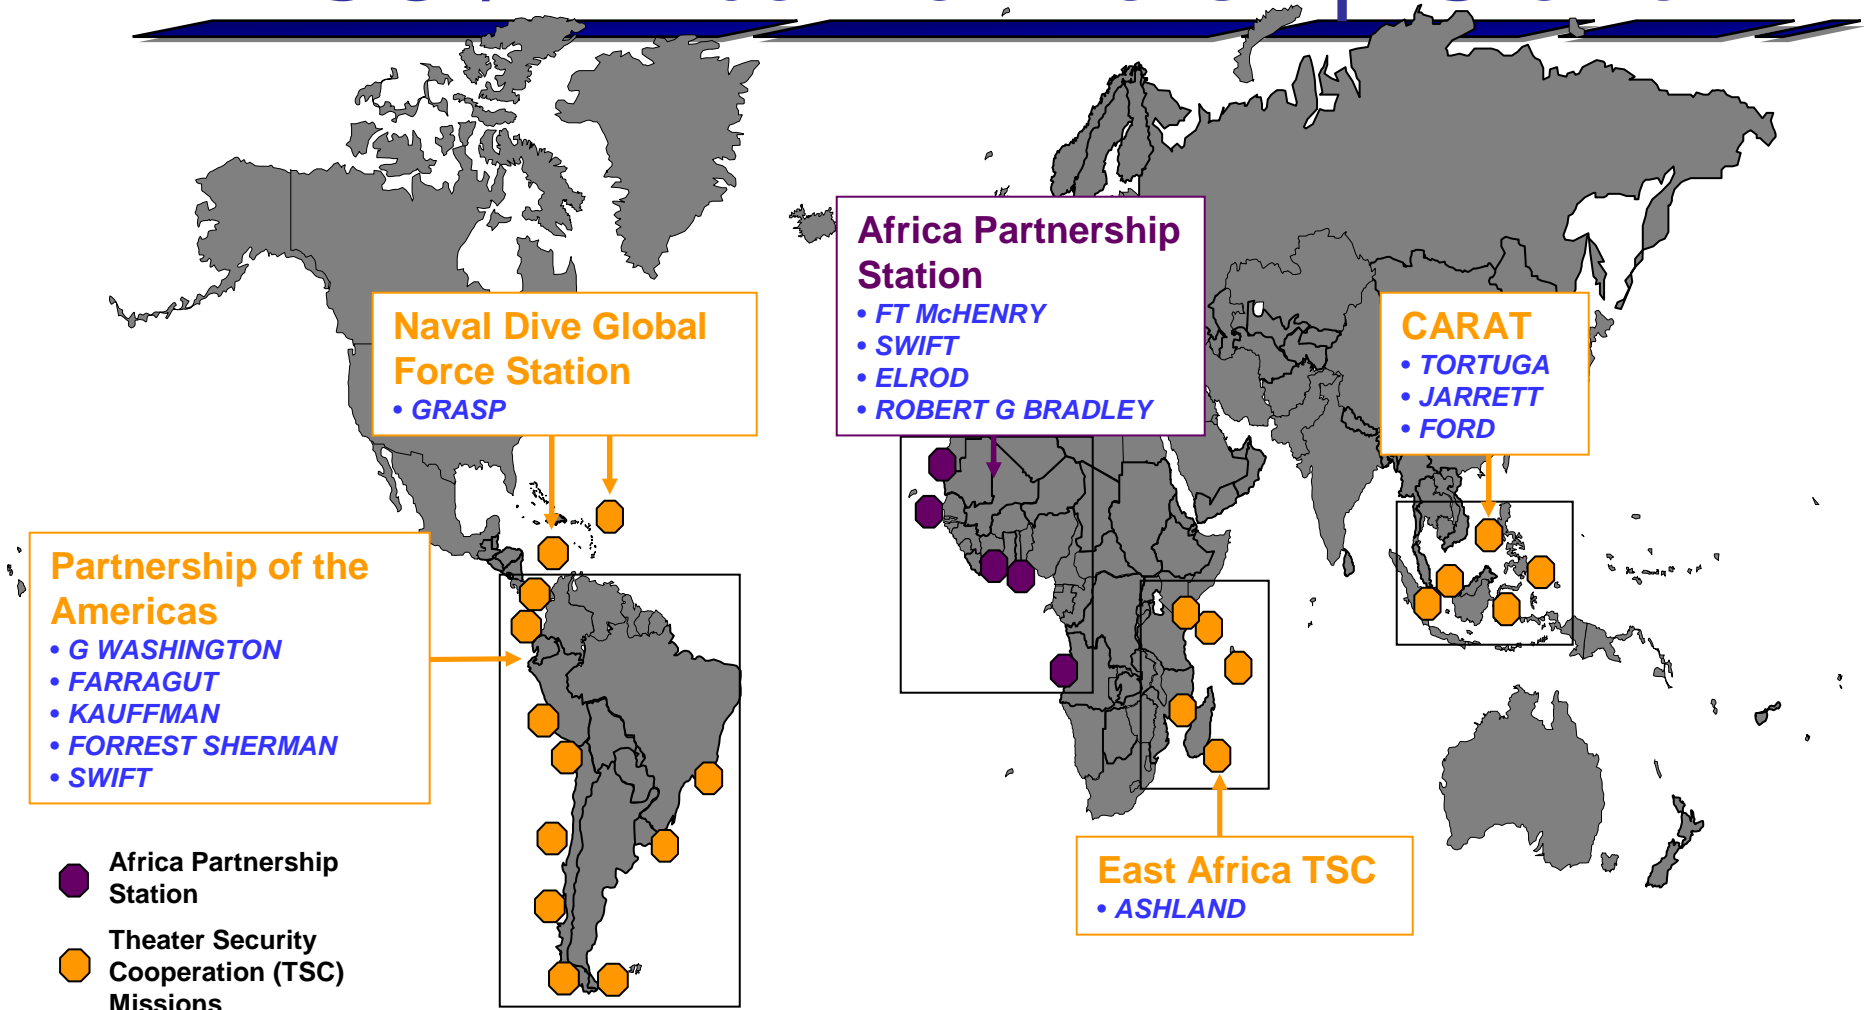 Africa Partnership
Station
• FT McHENRY
• SWIFT
• ELROD
• ROBERT G BRADLEY
Naval Dive Global
Force Station
• GRASP
CARAT
• TORTUGA
• JARRETT
• FORD
Partnership of the
Americas
• G WASHINGTON
• FARRAGUT
• KAUFFMAN
• FORREST SHERMAN
• SWIFT
East Africa TSC
• ASHLAND
Africa Partnership
Station
Theater Security
Cooperation (TSC)
Missions